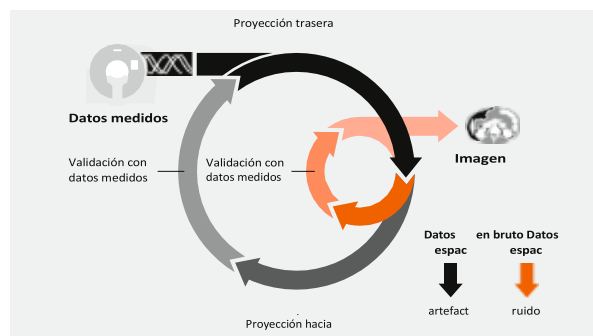 Proyección trasera
Datos medidos
Validación con
datos medidos
Validación con
datos medidos
Imagen
Datos
espac
en bruto Datos
espac
artefact
ruido
Proyección hacia